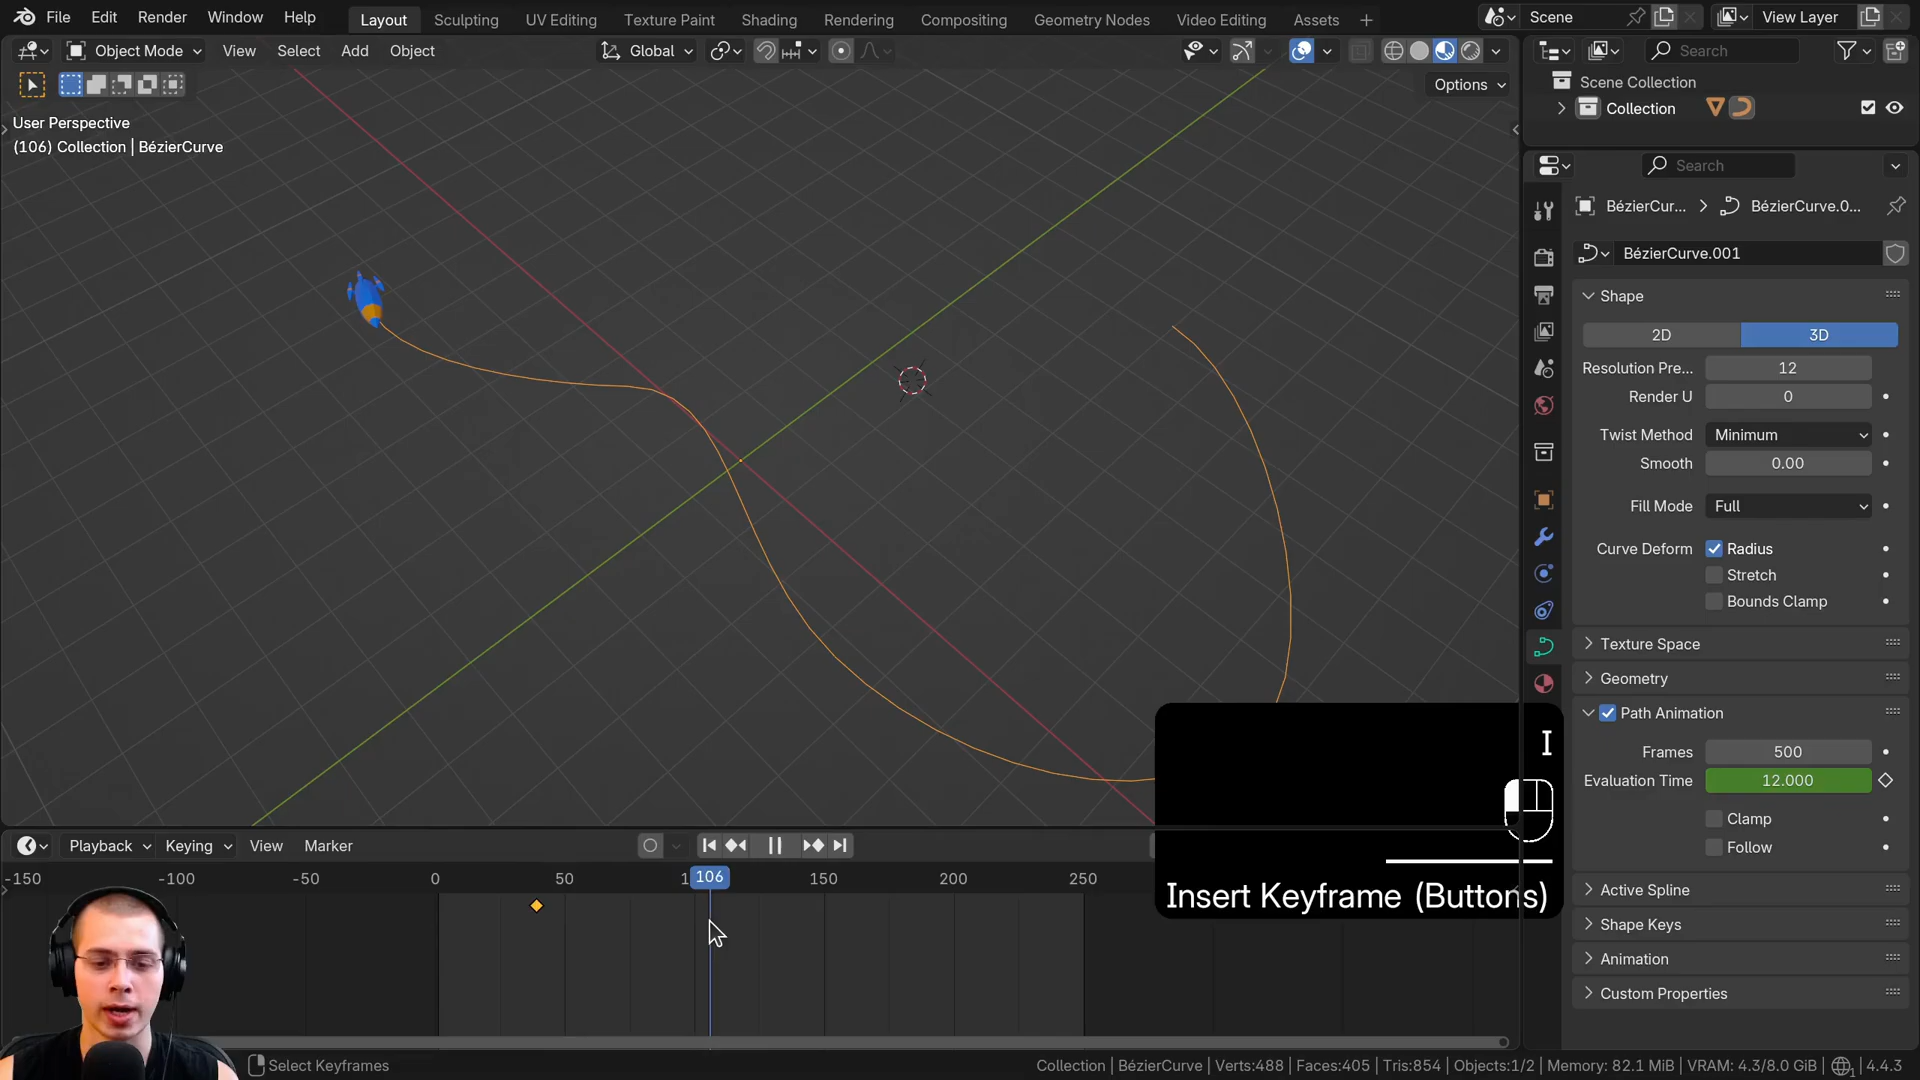 File Edit Render Window Help
Layout Sculpting UV Editing Texture Paint Shading Rendering Compositing Geometry Nodes Video Editing Assets
Scene View Layer
Object Mode View Select Add Object Global
Search
Options
Scene Collection
Collection
User Perspective
(106) Collection | BézierCurve
Search
BézierCur... BézierCurve.0...
BézierCurve.001
Shape
2D 3D
Resolution Pre... 12
Render U 0
Twist Method Minimum
Smooth 0.00
Fill Mode Full
Curve Deform Radius
Stretch
Bounds Clamp
Texture Space
Geometry
Path Animation
Frames 500
Evaluation Time 12.000
Clamp
Follow
Active Spline
Shape Keys
Animation
Custom Properties
I
Insert Keyframe (Buttons)
Playback Keying View Marker
-150 -100 -50 0 50 1 106 150 200 250
Select Keyframes
Collection | BézierCurve | Verts:488 | Faces:405 | Tris:854 | Objects:1/2 | Memory: 82.1 MiB | VRAM: 4.3/8.0 GiB | 4.4.3